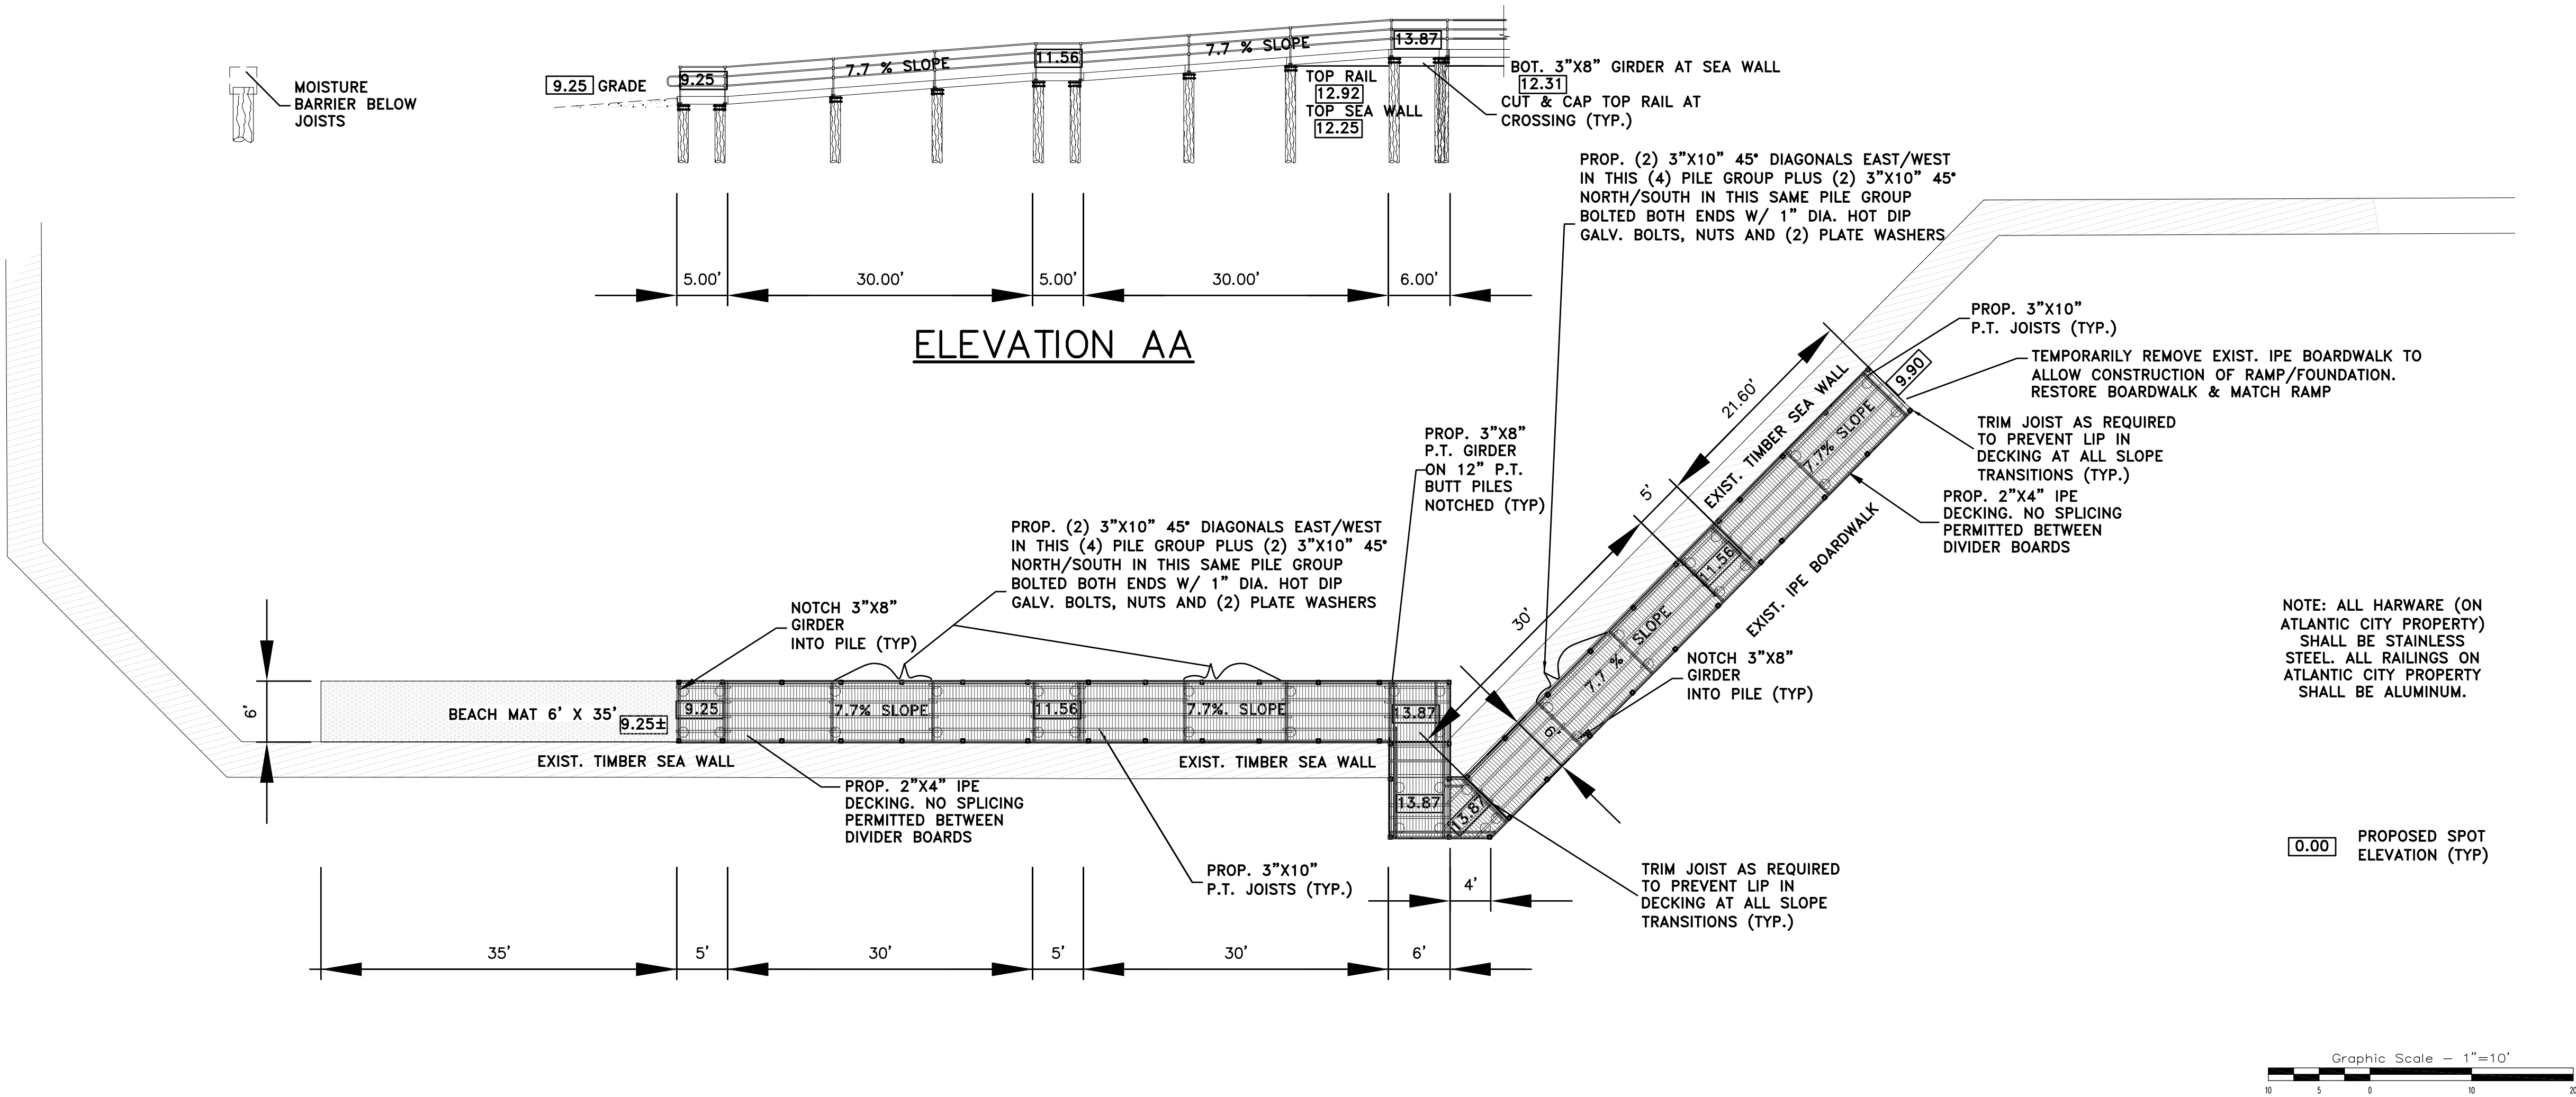 MOISTURE
BARRIER BELOW
JOISTS
9.25 GRADE
9.25
7.7 % SLOPE
11.56
7.7 % SLOPE
13.87
TOP RAIL
12.92
TOP SEA WALL
12.25
BOT. 3"X8" GIRDER AT SEA WALL
12.31
CUT & CAP TOP RAIL AT
CROSSING (TYP.)
5.00'
30.00'
5.00'
30.00'
6.00'
ELEVATION AA
PROP. (2) 3"X10" 45° DIAGONALS EAST/WEST
IN THIS (4) PILE GROUP PLUS (2) 3"X10" 45°
NORTH/SOUTH IN THIS SAME PILE GROUP
BOLTED BOTH ENDS W/ 1" DIA. HOT DIP
GALV. BOLTS, NUTS AND (2) PLATE WASHERS
PROP. 3"X10"
P.T. JOISTS (TYP.)
TEMPORARILY REMOVE EXIST. IPE BOARDWALK TO
ALLOW CONSTRUCTION OF RAMP/FOUNDATION.
RESTORE BOARDWALK & MATCH RAMP
9.90
TRIM JOIST AS REQUIRED
TO PREVENT LIP IN
DECKING AT ALL SLOPE
TRANSITIONS (TYP.)
PROP. 2"X4" IPE
DECKING. NO SPLICING
PERMITTED BETWEEN
DIVIDER BOARDS
21.60'
EXIST. TIMBER SEA WALL
7.7% SLOPE
5'
11.56
EXIST. IPE BOARDWALK
30'
7.7 % SLOPE
6'
NOTCH 3"X8"
GIRDER
INTO PILE (TYP)
PROP. 3"X8"
P.T. GIRDER
ON 12" P.T.
BUTT PILES
NOTCHED (TYP)
PROP. (2) 3"X10" 45° DIAGONALS EAST/WEST
IN THIS (4) PILE GROUP PLUS (2) 3"X10" 45°
NORTH/SOUTH IN THIS SAME PILE GROUP
BOLTED BOTH ENDS W/ 1" DIA. HOT DIP
GALV. BOLTS, NUTS AND (2) PLATE WASHERS
NOTCH 3"X8"
GIRDER
INTO PILE (TYP)
6'
BEACH MAT 6' X 35'
9.25±
9.25
7.7% SLOPE
11.56
7.7%. SLOPE
13.87
13.87
13.87
EXIST. TIMBER SEA WALL
EXIST. TIMBER SEA WALL
PROP. 2"X4" IPE
DECKING. NO SPLICING
PERMITTED BETWEEN
DIVIDER BOARDS
PROP. 3"X10"
P.T. JOISTS (TYP.)
TRIM JOIST AS REQUIRED
TO PREVENT LIP IN
DECKING AT ALL SLOPE
TRANSITIONS (TYP.)
4'
35'
5'
30'
5'
30'
6'
NOTE: ALL HARWARE (ON
ATLANTIC CITY PROPERTY)
SHALL BE STAINLESS
STEEL. ALL RAILINGS ON
ATLANTIC CITY PROPERTY
SHALL BE ALUMINUM.
0.00
PROPOSED SPOT
ELEVATION (TYP)
Graphic Scale - 1"=10'
10 5 0 10 20